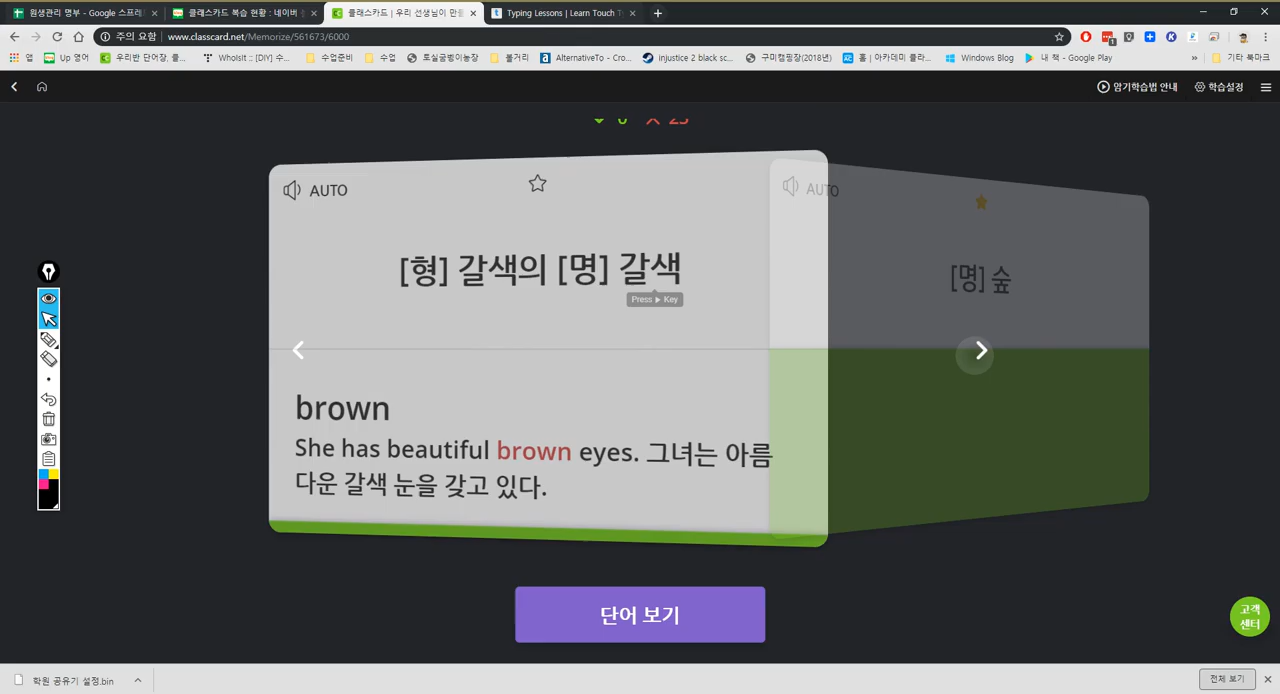 원생관리 명부 - Google 스프레
클래스카드 복습 현황 : 네이버
클래스카드 | 우리 선생님이 만들
Typing Lessons | Learn Touch T
주의 요함
www.classcard.net/Memorize/561673/6000
앱
Up 영어
우리반 단어장, 클...
WhoIst :: [DIY] 수...
수업준비
수업
토실굼벵이농장
볼거리
AlternativeTo - Cro...
injustice 2 black sc...
구미캠핑장(2018년)
홈 | 아카데미 클라...
Windows Blog
내 책 - Google Play
»
기타 북마크
암기학습법 안내
학습설정
AUTO
[형] 갈색의 [명] 갈색
Press ▶ Key
brown
She has beautiful brown eyes. 그녀는 아름
다운 갈색 눈을 갖고 있다.
AUTO
[명] 숲
단어 보기
고객
센터
학원 공유기 설정.bin
전체 보기